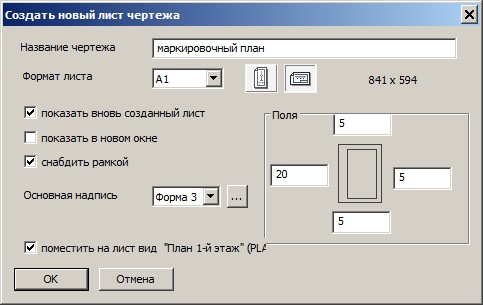 Создать новый лист чертежа
Название чертежа маркировочный план
Формат листа A1 841 x 594
показать вновь созданный лист
Поля
5
показать в новом окне
снабдить рамкой
20 5
Основная надпись Форма 3 ...
5
поместить на лист вид "План 1-й этаж" (PLA
OK Отмена